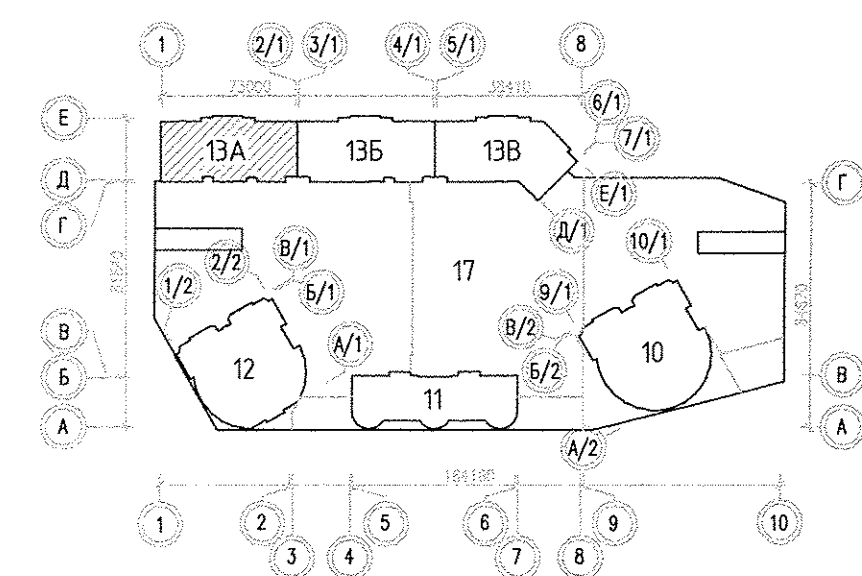 1 2/1 3/1 4/1 5/1 8
38410
6/1
Е 7/1
13А 13Б 13В
Д Е/1 Г
Г Д/1
2/2 В/1 10/1
1/2 Б/1 17 9/1
В А/1 В/2
12 10
Б 11 Б/2 В
А А/2 А
1 2 5 6 9 10
3 4 7 8